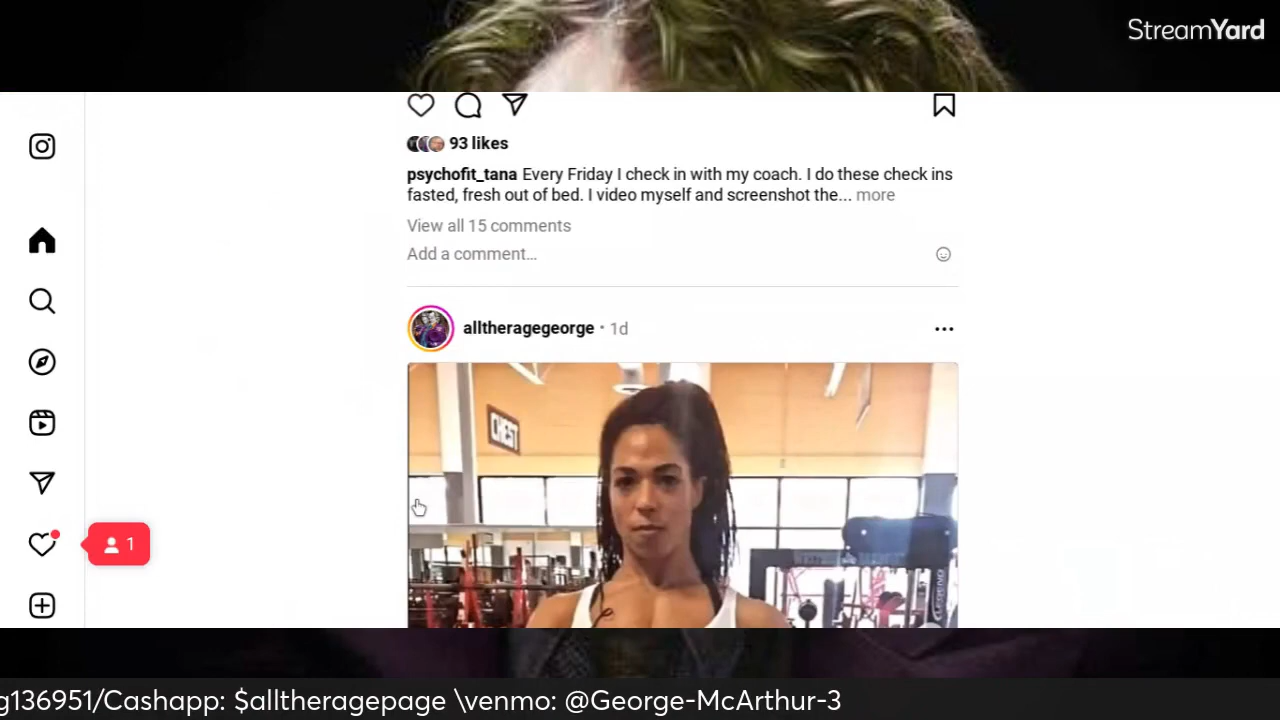 StreamYard
93 likes
psychofit_tana Every Friday I check in with my coach. I do these check ins
fasted, fresh out of bed. I video myself and screenshot the... more
View all 15 comments
Add a comment...
alltheragegeorge • 1d
CHEST
LEGEND
1
g136951/Cashapp: $alltheragepage \venmo: @George-McArthur-3